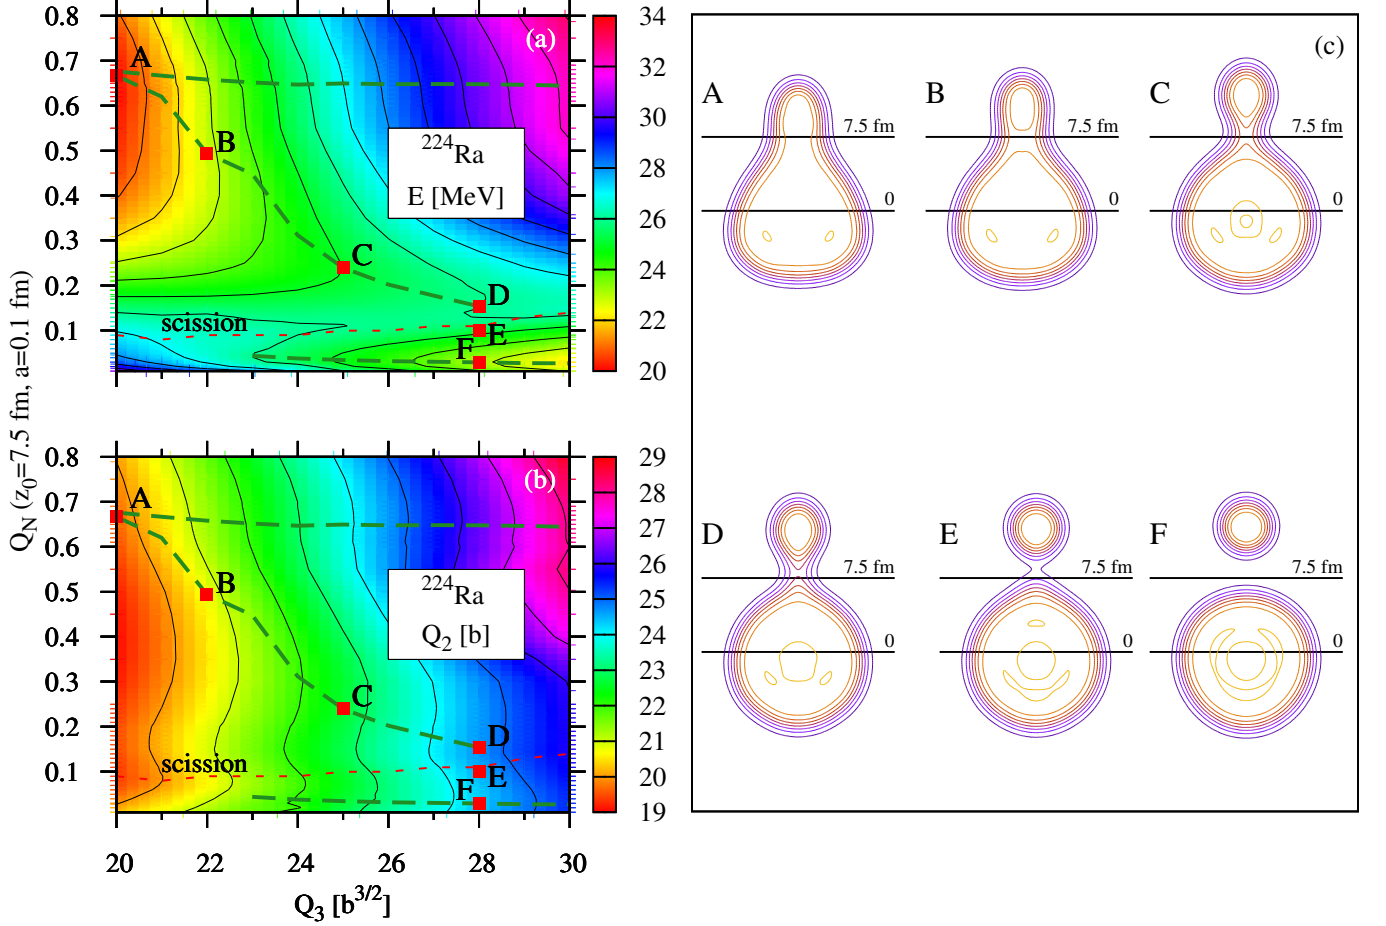 0.8
0.7
0.6
0.5
0.4
0.3
0.2
0.1
(a)
A
B
C
D
E
F
scission
²²⁴Ra
E [MeV]
34
32
30
28
26
24
22
20
Q_N (z₀=7.5 fm, a=0.1 fm)
0.8
0.7
0.6
0.5
0.4
0.3
0.2
0.1
(b)
A
B
C
D
E
F
scission
²²⁴Ra
Q₂ [b]
29
28
27
26
25
24
23
22
21
20
19
20 22 24 26 28 30
Q₃ [b^{3/2}]
(c)
A
7.5 fm
0
B
7.5 fm
0
C
7.5 fm
0
D
7.5 fm
0
E
7.5 fm
0
F
7.5 fm
0